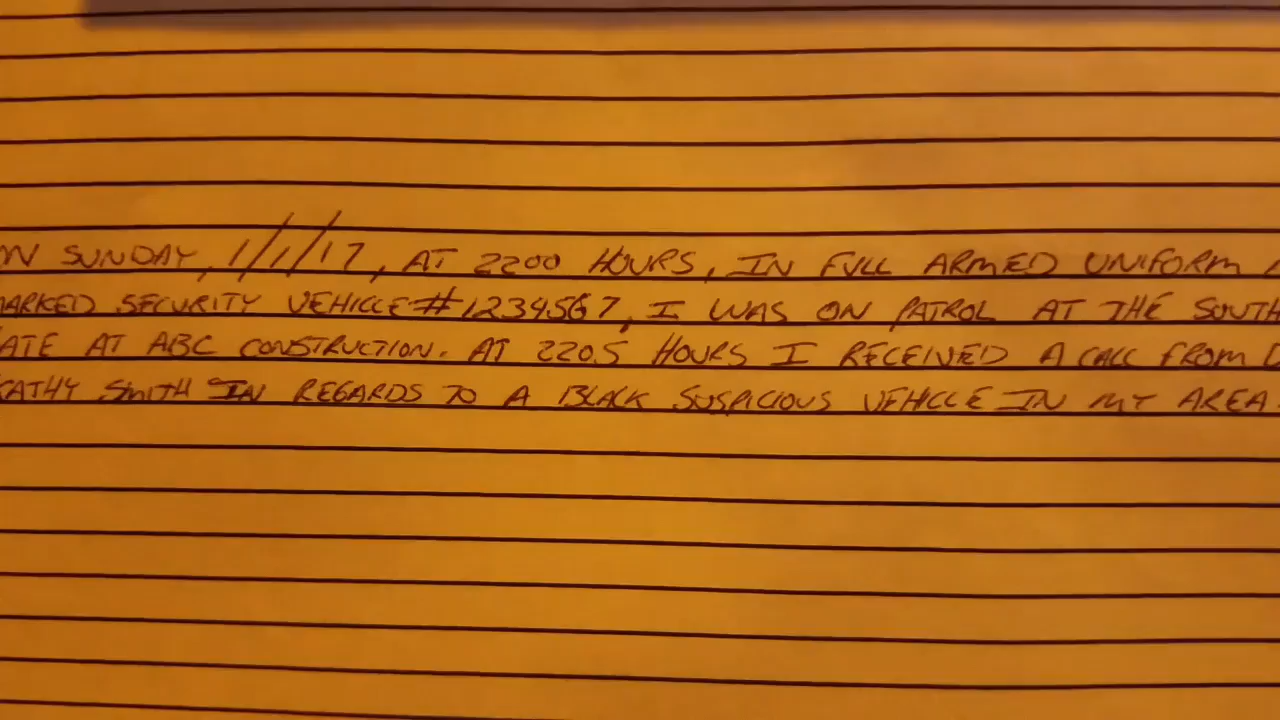 ON SUNDAY, 1/1/17, AT 2200 HOURS, IN FULL ARMED UNIFORM
MARKED SECURITY VEHICLE #1234567, I WAS ON PATROL AT THE SOUTH
ATE AT ABC CONSTRUCTION. AT 2205 HOURS I RECEIVED A CALL FROM
KATHY SMITH IN REGARDS TO A BLACK SUSPICIOUS VEHICLE IN MY AREA.